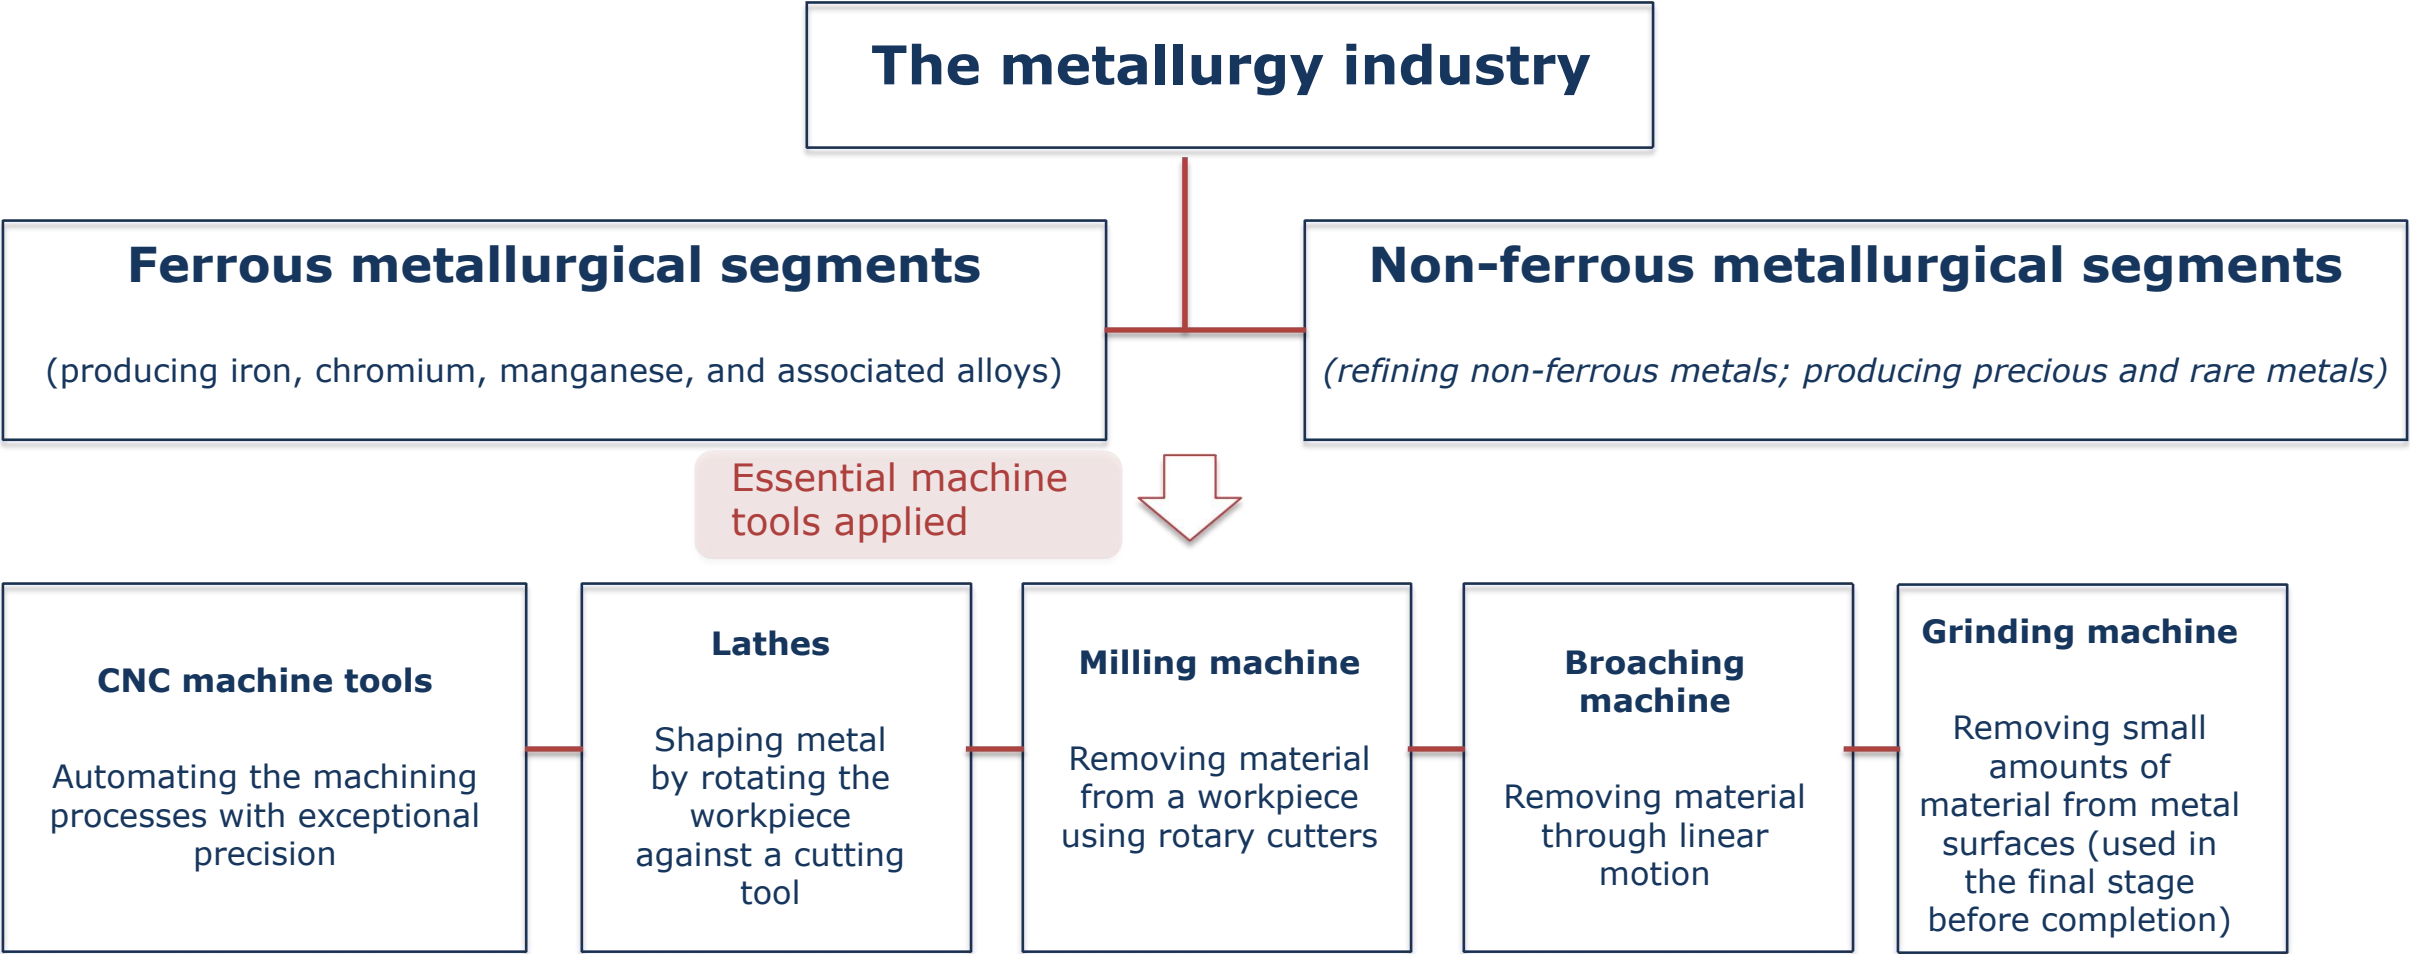 The metallurgy industry
Ferrous metallurgical segments
(producing iron, chromium, manganese, and associated alloys)
Non-ferrous metallurgical segments
(refining non-ferrous metals; producing precious and rare metals)
Essential machine
tools applied
CNC machine tools
Automating the machining
processes with exceptional
precision
Lathes
Shaping metal
by rotating the
workpiece
against a cutting
tool
Milling machine
Removing material
from a workpiece
using rotary cutters
Broaching
machine
Removing material
through linear
motion
Grinding machine
Removing small
amounts of
material from metal
surfaces (used in
the final stage
before completion)